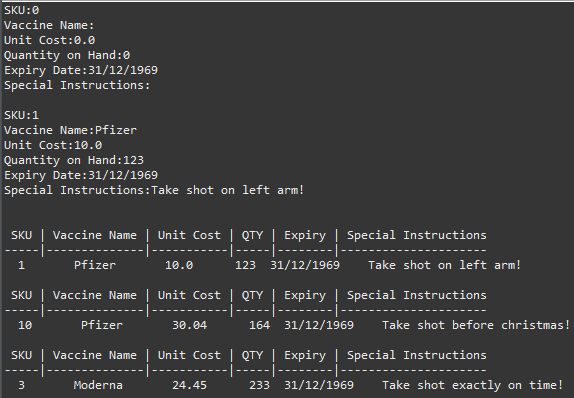 SKU:0
Vaccine Name:
Unit Cost:0.0
Quantity on Hand:0
Expiry Date:31/12/1969
Special Instructions:

SKU:1
Vaccine Name:Pfizer
Unit Cost:10.0
Quantity on Hand:123
Expiry Date:31/12/1969
Special Instructions:Take shot on left arm!

 SKU | Vaccine Name | Unit Cost | QTY | Expiry | Special Instructions
-----|--------------|-----------|-----|--------|---------------------
  1       Pfizer       10.0      123  31/12/1969    Take shot on left arm!

 SKU | Vaccine Name | Unit Cost | QTY | Expiry | Special Instructions
-----|--------------|-----------|-----|--------|---------------------
  10       Pfizer       30.04      164  31/12/1969    Take shot before christmas!

 SKU | Vaccine Name | Unit Cost | QTY | Expiry | Special Instructions
-----|--------------|-----------|-----|--------|---------------------
  3       Moderna       24.45      233  31/12/1969    Take shot exactly on time!